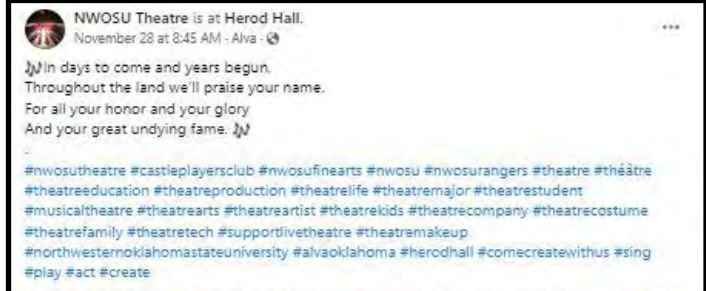 NWOSU Theatre is at Herod Hall.
November 28 at 8:45 AM · Alva ·
🎶In days to come and years begun,
Throughout the land we'll praise your name.
For all your honor and your glory
And your great undying fame. 🎶
.
#nwosutheatre #castleplayersclub #nwosufinearts #nwosu #nwosurangers #theatre #théâtre
#theatreeducation #theatreproduction #theatrelife #theatremajor #theatrestudent
#musicaltheatre #theatrearts #theatreartist #theatrekids #theatrecompany #theatrecostume
#theatrefamily #theatretech #supportlivetheatre #theatremakeup
#northwesternoklahomastateuniversity #alvaoklahoma #herodhall #comecreatewithus #sing
#play #act #create